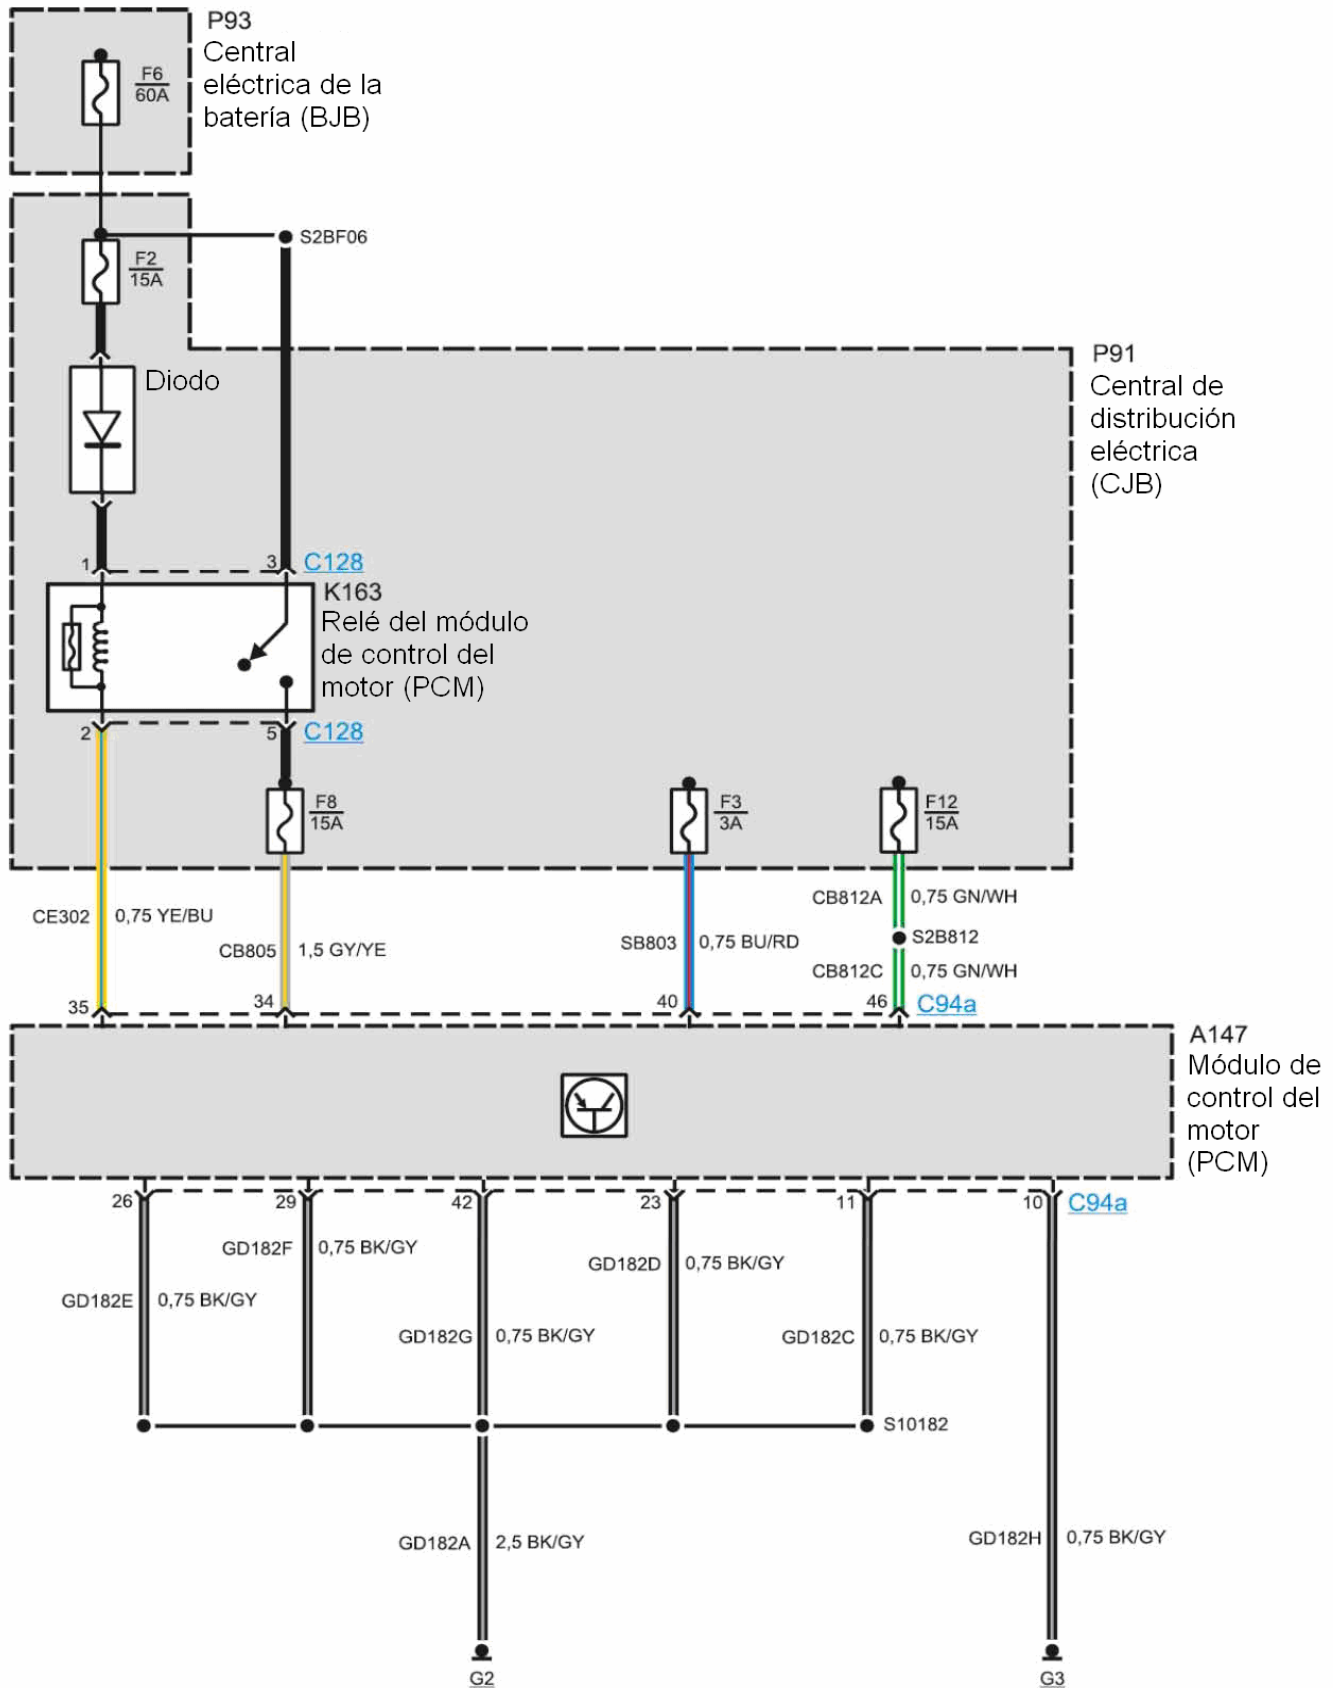 P93
Central
eléctrica de la
batería (BJB)
F6
60A
S2BF06
F2
15A
Diodo
P91
Central de
distribución
eléctrica
(CJB)
1
3
C128
K163
Relé del módulo
de control del
motor (PCM)
2
5
C128
F8
15A
F3
3A
F12
15A
CE302
0,75 YE/BU
CB805
1,5 GY/YE
SB803
0,75 BU/RD
CB812A
0,75 GN/WH
S2B812
CB812C
0,75 GN/WH
35
34
40
46
C94a
A147
Módulo de
control del
motor
(PCM)
26
29
42
23
11
10
C94a
GD182F
0,75 BK/GY
GD182D
0,75 BK/GY
GD182E
0,75 BK/GY
GD182G
0,75 BK/GY
GD182C
0,75 BK/GY
S10182
GD182A
2,5 BK/GY
GD182H
0,75 BK/GY
G2
G3